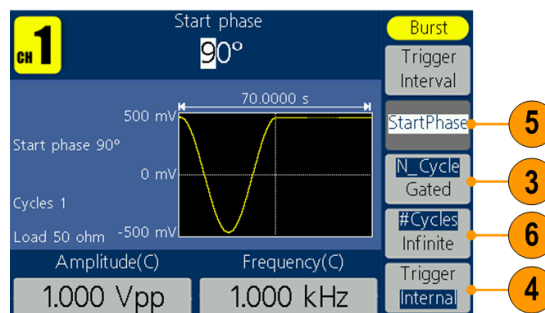 Start phase
Burst
CH 1
90°
Trigger
Interval
70.0000 s
500 mV
StartPhase
5
Start phase 90°
0 mV
N_Cycle
3
Gated
Cycles 1
#Cycles
6
Infinite
Load 50 ohm
-500 mV
Amplitude(C)
Frequency(C)
Trigger
4
Internal
1.000 Vpp
1.000 kHz